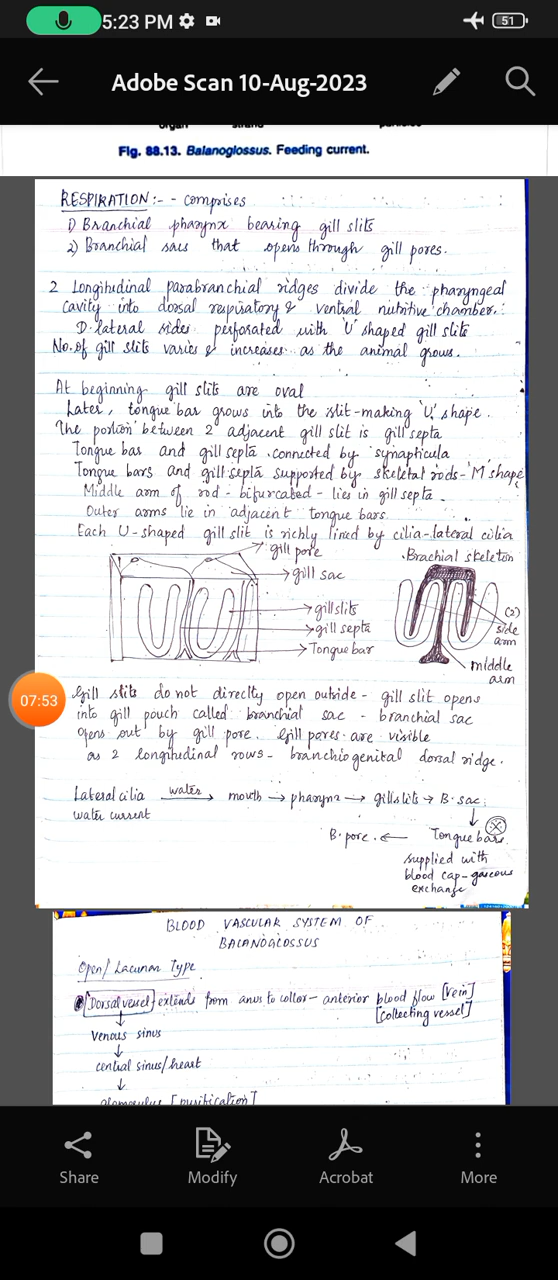 5:23 PM
51
Adobe Scan 10-Aug-2023
organ
Fig. 88.13. Balanoglossus. Feeding current.
RESPIRATION :- - comprises
1) Branchial pharynx bearing gill slits
2) Branchial sacs that opens through gill pores.
2 Longitudinal parabranchial ridges divide the pharyngeal
cavity into dorsal respiratory & ventral nutritive chamber.
D. lateral sides perforated with 'U' shaped gill slits
No. of gill slits varies & increases as the animal grows.
At beginning gill slits are oval
Later, tongue bar grows into the slit-making 'U' shape.
The portion between 2 adjacent gill slit is gill septa
Tongue bar and gill septa connected by synapticula
Tongue bars and gill septa supported by skeletal rods-'M' shape
Middle arm of rod - bifurcated - lies in gill septa.
Outer arms lie in adjacent tongue bars
Each U-shaped gill slit is richly lined by cilia-lateral cilia
gill pore
gill sac
gillslits
gill septa
Tongue bar
Brachial skeleton
(2)
side
arm
middle
arm
07:53
Gill slits do not direclty open outside - gill slit opens
into gill pouch called branchial sac - branchial sac
opens out by gill pore. Gill pores are visible
as 2 longitudinal rows - branchiogenital dorsal ridge.
Lateral cilia water → mouth → pharynx → gillslits → B. sac
water current
B. pore. ← Tongue bars
supplied with
blood cap - gaseous
exchange
BLOOD VASCULAR SYSTEM OF
BALANOGLOSSUS
Open/ Lacunar Type
Dorsal vessel extends from anus to collar - anterior blood flow [vein]
[collecting vessel]
↓
venous sinus
↓
central sinus/heart
↓
glomerulus [purification]
Share
Modify
Acrobat
More